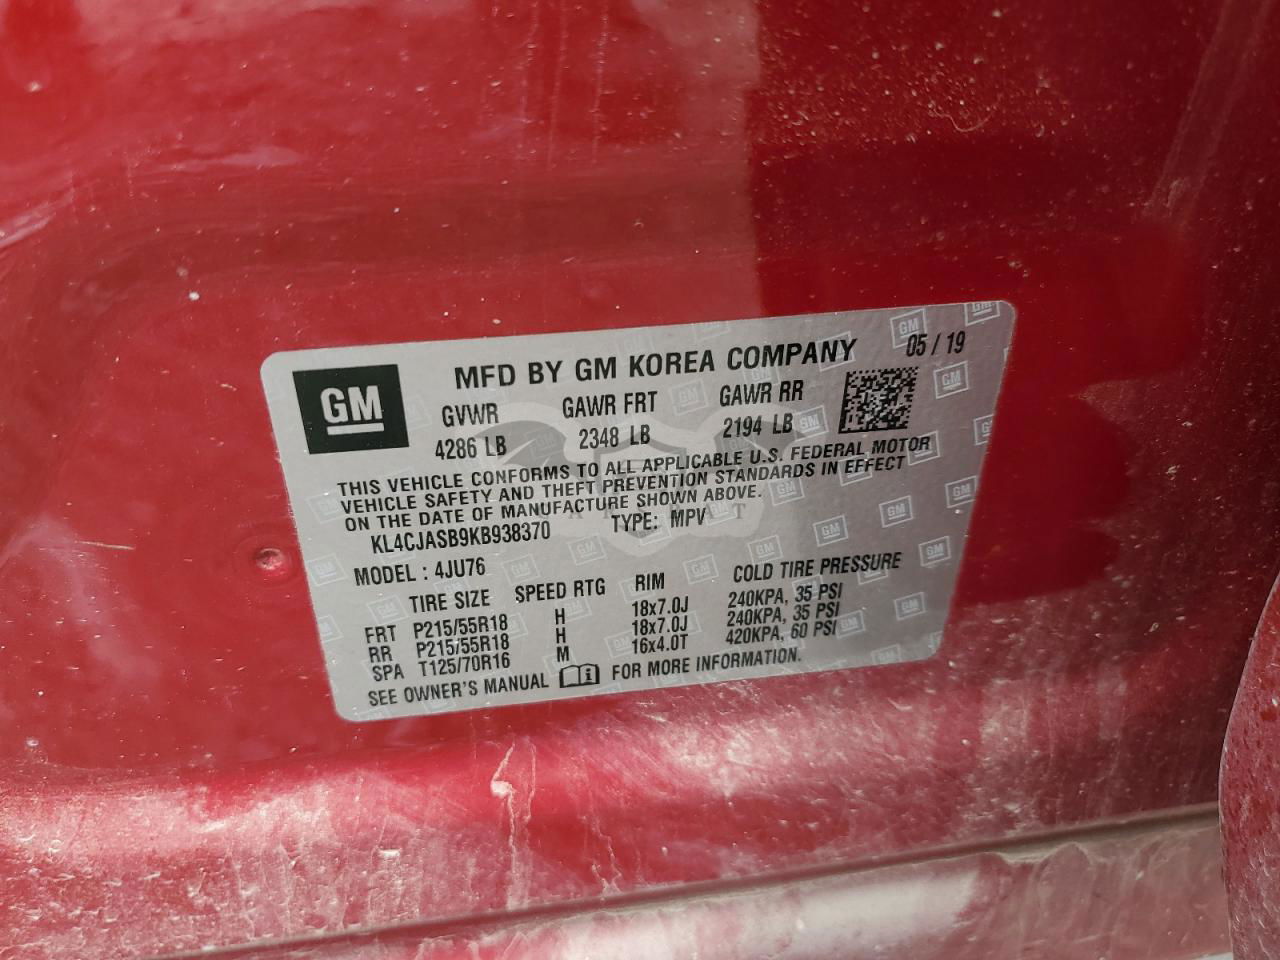 GM
MFD BY GM KOREA COMPANY 05 / 19
GVWR GAWR FRT GAWR RR
4286 LB 2348 LB 2194 LB
THIS VEHICLE CONFORMS TO ALL APPLICABLE U.S. FEDERAL MOTOR
VEHICLE SAFETY AND THEFT PREVENTION STANDARDS IN EFFECT
ON THE DATE OF MANUFACTURE SHOWN ABOVE.
KL4CJASB9KB938370 TYPE: MPV
MODEL : 4JU76
TIRE SIZE SPEED RTG RIM COLD TIRE PRESSURE
FRT P215/55R18 H 18x7.0J 240KPA, 35 PSI
RR P215/55R18 H 18x7.0J 240KPA, 35 PSI
SPA T125/70R16 M 16x4.0T 420KPA, 60 PSI
SEE OWNER'S MANUAL FOR MORE INFORMATION.